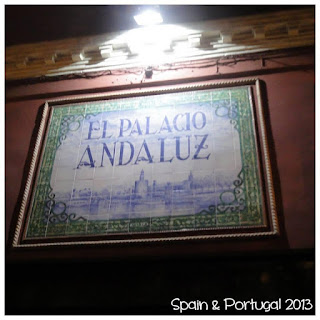 EL PALACIO
ANDALUZ
Spain & Portugal 2013